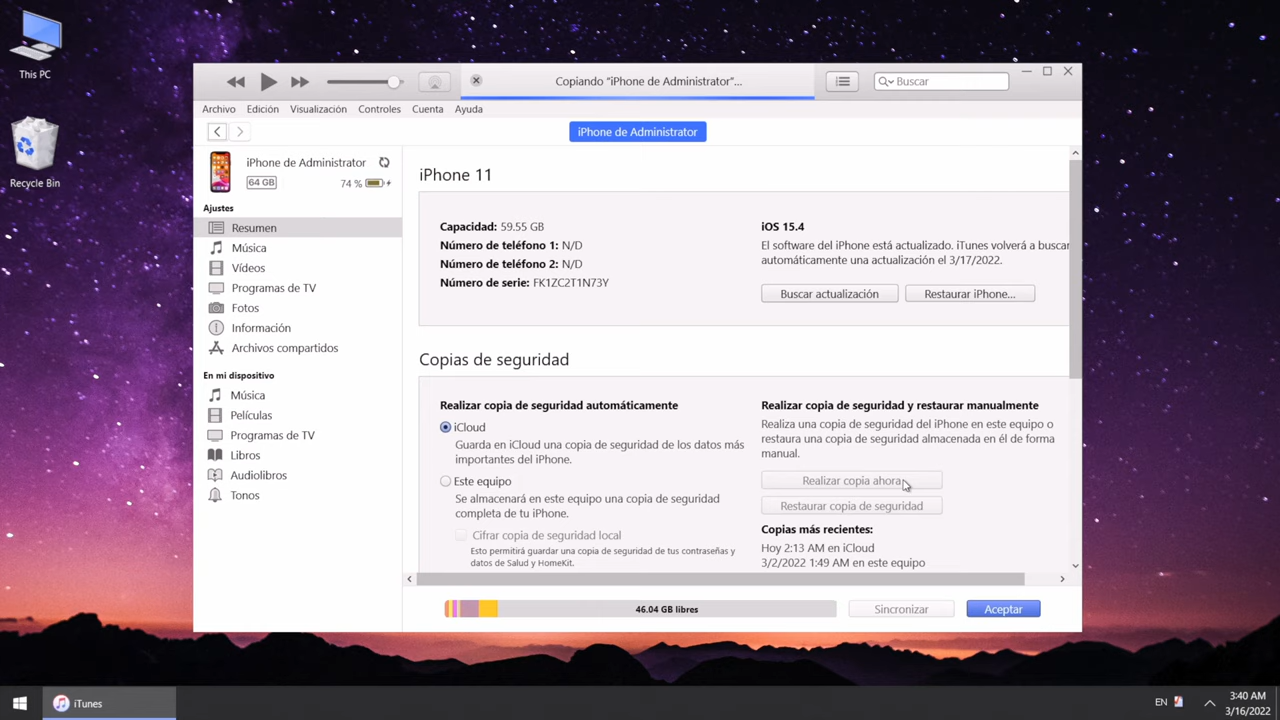 This PC
Recycle Bin
Copiando "iPhone de Administrator"...
Buscar
Archivo Edición Visualización Controles Cuenta Ayuda
iPhone de Administrator
iPhone de Administrator
64 GB 74 %
Ajustes
Resumen
Música
Vídeos
Programas de TV
Fotos
Información
Archivos compartidos
En mi dispositivo
Música
Películas
Programas de TV
Libros
Audiolibros
Tonos
iPhone 11
Capacidad: 59.55 GB
Número de teléfono 1: N/D
Número de teléfono 2: N/D
Número de serie: FK1ZC2T1N73Y
iOS 15.4
El software del iPhone está actualizado. iTunes volverá a buscar
automáticamente una actualización el 3/17/2022.
Buscar actualización Restaurar iPhone...
Copias de seguridad
Realizar copia de seguridad automáticamente
iCloud
Guarda en iCloud una copia de seguridad de los datos más
importantes del iPhone.
Este equipo
Se almacenará en este equipo una copia de seguridad
completa de tu iPhone.
Cifrar copia de seguridad local
Esto permitirá guardar una copia de seguridad de tus contraseñas y
datos de Salud y HomeKit.
Realizar copia de seguridad y restaurar manualmente
Realiza una copia de seguridad del iPhone en este equipo o
restaura una copia de seguridad almacenada en él de forma
manual.
Realizar copia ahora
Restaurar copia de seguridad
Copias más recientes:
Hoy 2:13 AM en iCloud
3/2/2022 1:49 AM en este equipo
46.04 GB libres
Sincronizar
Aceptar
iTunes
EN
3:40 AM
3/16/2022